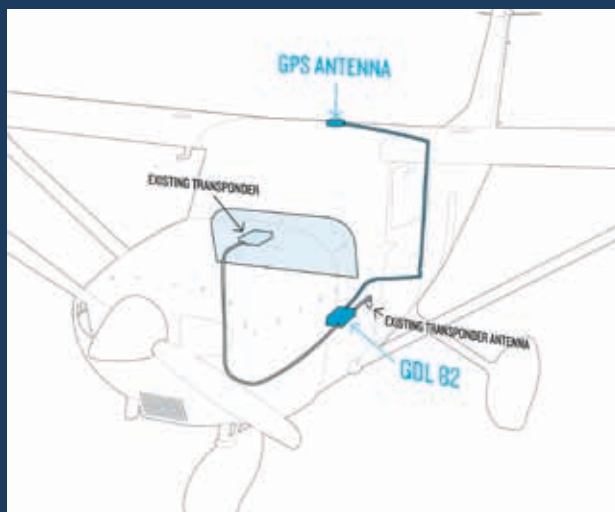 GPS ANTENNA
EXISTING TRANSPONDER
EXISTING TRANSPONDER ANTENNA
GDL 82